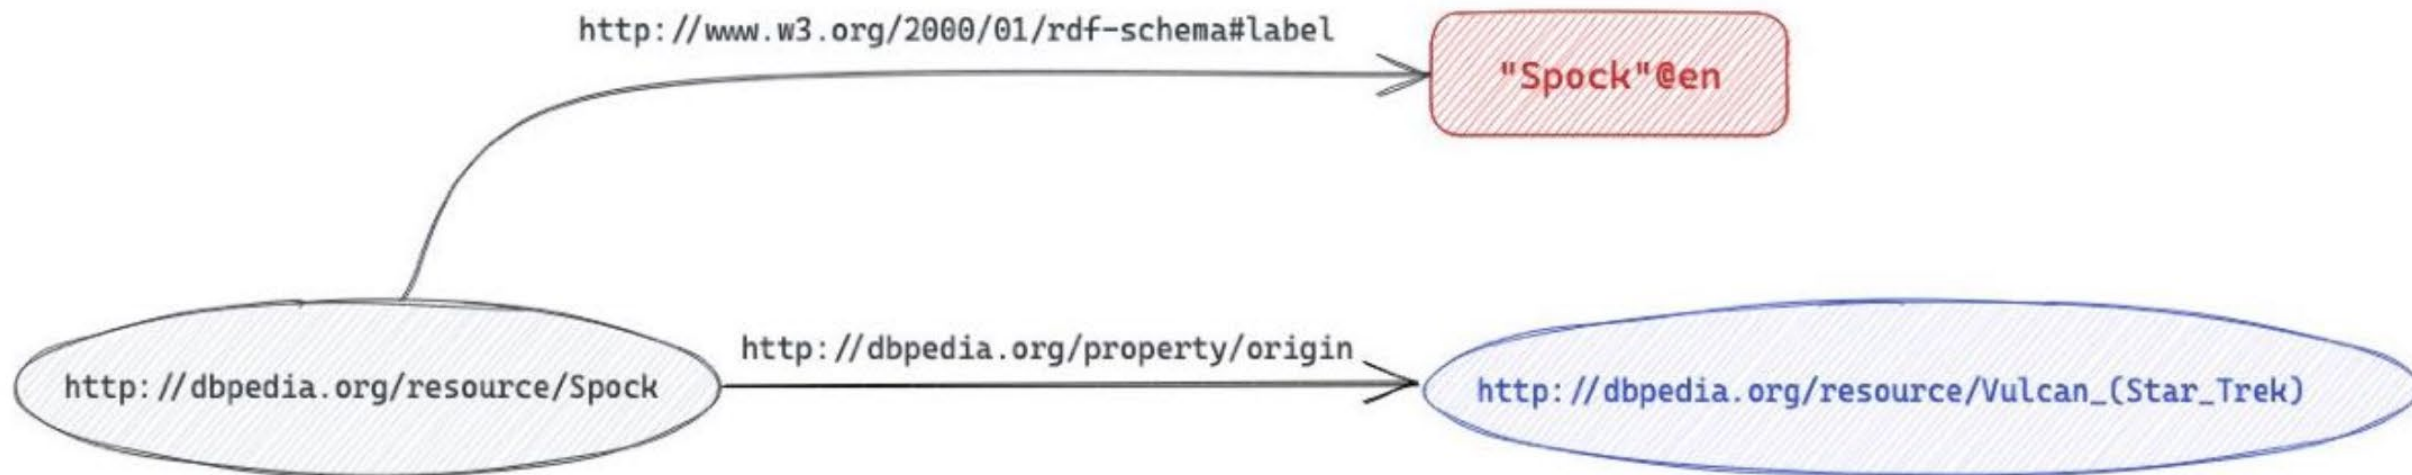 http://www.w3.org/2000/01/rdf-schema#label
"Spock"@en
http://dbpedia.org/resource/Spock
http://dbpedia.org/property/origin
http://dbpedia.org/resource/Vulcan_(Star_Trek)